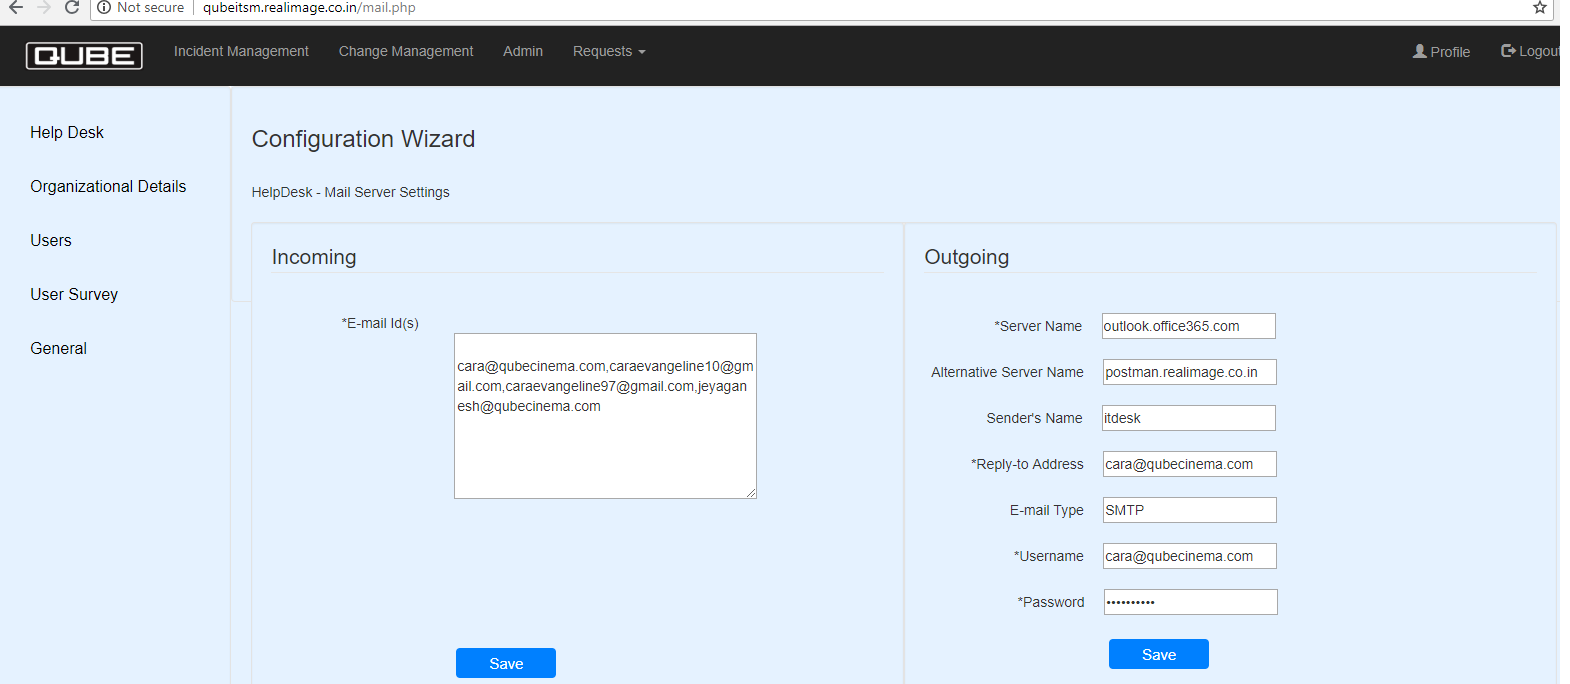 Not secure qubeitsm.realimage.co.in/mail.php
QUBE Incident Management Change Management Admin Requests Profile Logout
Help Desk
Organizational Details
Users
User Survey
General
Configuration Wizard
HelpDesk - Mail Server Settings
Incoming
*E-mail Id(s)
cara@qubecinema.com,caraevangeline10@gm
ail.com,caraevangeline97@gmail.com,jeyagan
esh@qubecinema.com
Save
Outgoing
*Server Name outlook.office365.com
Alternative Server Name postman.realimage.co.in
Sender's Name itdesk
*Reply-to Address cara@qubecinema.com
E-mail Type SMTP
*Username cara@qubecinema.com
*Password ••••••••••
Save